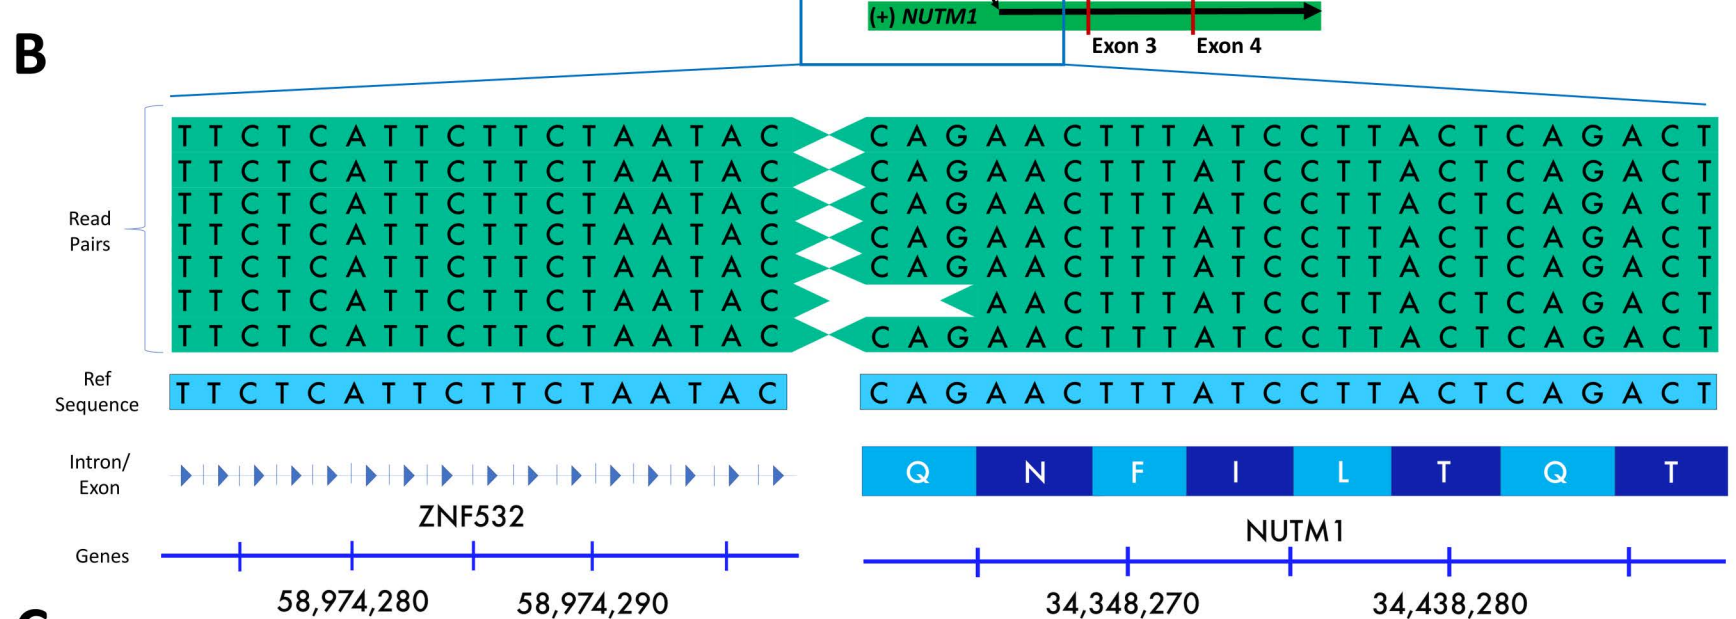 (+) NUTM1
Exon 3 Exon 4
B
T T C T C A T T C T T C T A A T A C C A G A A C T T T A T C C T T A C T C A G A C T
T T C T C A T T C T T C T A A T A C C A G A A C T T T A T C C T T A C T C A G A C T
T T C T C A T T C T T C T A A T A C C A G A A C T T T A T C C T T A C T C A G A C T
Read
Pairs
T T C T C A T T C T T C T A A T A C C A G A A C T T T A T C C T T A C T C A G A C T
T T C T C A T T C T T C T A A T A C C A G A A C T T T A T C C T T A C T C A G A C T
T T C T C A T T C T T C T A A T A C A A C T T T A T C C T T A C T C A G A C T
T T C T C A T T C T T C T A A T A C C A G A A C T T T A T C C T T A C T C A G A C T
Ref
Sequence
T T C T C A T T C T T C T A A T A C C A G A A C T T T A T C C T T A C T C A G A C T
Intron/
Exon
Q N F I L T Q T
ZNF532 NUTM1
Genes
58,974,280 58,974,290 34,348,270 34,438,280